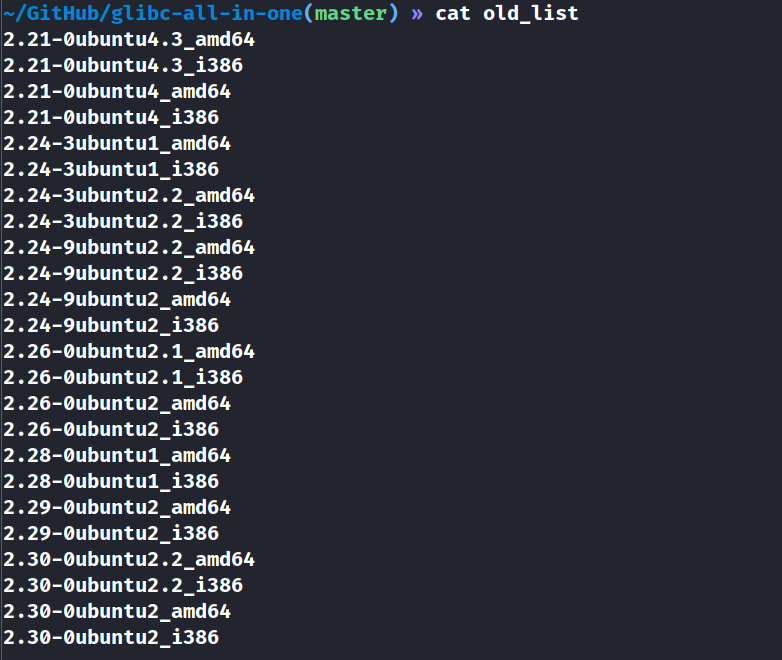 ~/GitHub/glibc-all-in-one(master) » cat old_list
2.21-0ubuntu4.3_amd64
2.21-0ubuntu4.3_i386
2.21-0ubuntu4_amd64
2.21-0ubuntu4_i386
2.24-3ubuntu1_amd64
2.24-3ubuntu1_i386
2.24-3ubuntu2.2_amd64
2.24-3ubuntu2.2_i386
2.24-9ubuntu2.2_amd64
2.24-9ubuntu2.2_i386
2.24-9ubuntu2_amd64
2.24-9ubuntu2_i386
2.26-0ubuntu2.1_amd64
2.26-0ubuntu2.1_i386
2.26-0ubuntu2_amd64
2.26-0ubuntu2_i386
2.28-0ubuntu1_amd64
2.28-0ubuntu1_i386
2.29-0ubuntu2_amd64
2.29-0ubuntu2_i386
2.30-0ubuntu2.2_amd64
2.30-0ubuntu2.2_i386
2.30-0ubuntu2_amd64
2.30-0ubuntu2_i386